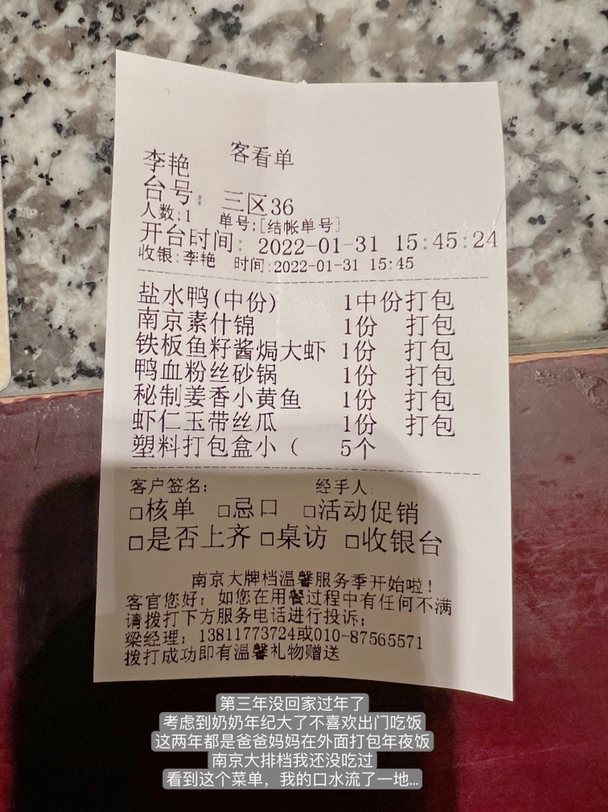 客看单
李艳
台号: 三区36
人数:1 单号:[结帐单号]
开台时间: 2022-01-31 15:45:24
收银:李艳 时间:2022-01-31 15:45
盐水鸭(中份) 1中份打包
南京素什锦 1份 打包
铁板鱼籽酱焗大虾 1份 打包
鸭血粉丝砂锅 1份 打包
秘制姜香小黄鱼 1份 打包
虾仁玉带丝瓜 1份 打包
塑料打包盒小( 5个
客户签名: 经手人
□核单 □忌口 □活动促销
□是否上齐 □桌访 □收银台
南京大牌档温馨服务季开始啦!
客官您好; 如您在用餐过程中有任何不满
请拨打下方服务电话进行投诉;
梁经理: 13811773724或010-87565571
拨打成功即有温馨礼物赠送
第三年没回家过年了
考虑到奶奶年纪大了不喜欢出门吃饭
这两年都是爸爸妈妈在外面打包年夜饭
南京大排档我还没吃过
看到这个菜单，我的口水流了一地...